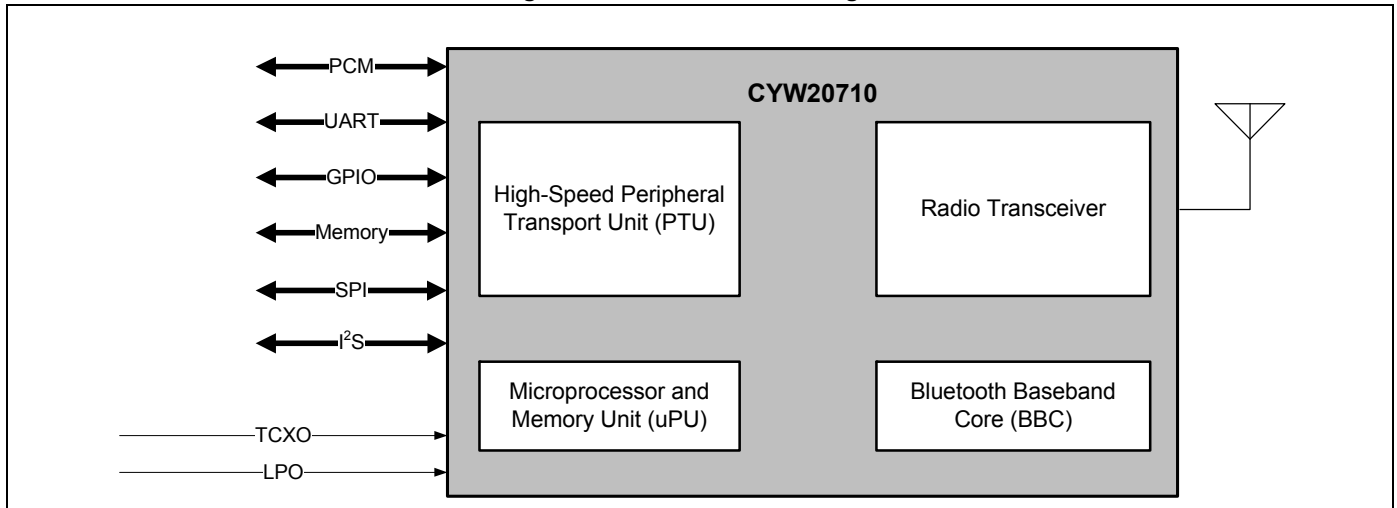 PCM
UART
GPIO
Memory
SPI
I²S
TCXO
LPO
CYW20710
High-Speed Peripheral
Transport Unit (PTU)
Radio Transceiver
Microprocessor and
Memory Unit (uPU)
Bluetooth Baseband
Core (BBC)